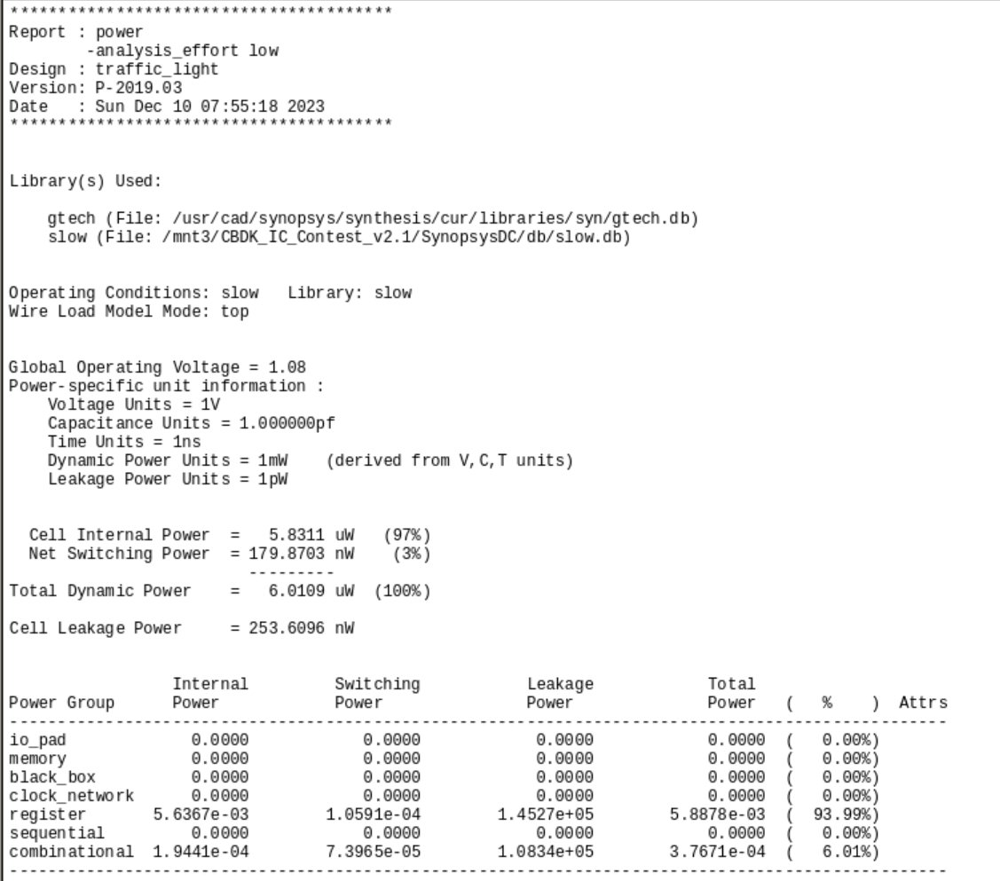 ****************************************
Report : power
        -analysis_effort low
Design : traffic_light
Version: P-2019.03
Date   : Sun Dec 10 07:55:18 2023
****************************************
Library(s) Used:
    gtech (File: /usr/cad/synopsys/synthesis/cur/libraries/syn/gtech.db)
    slow (File: /mnt3/CBDK_IC_Contest_v2.1/SynopsysDC/db/slow.db)
Operating Conditions: slow   Library: slow
Wire Load Model Mode: top
Global Operating Voltage = 1.08
Power-specific unit information :
    Voltage Units = 1V
    Capacitance Units = 1.000000pf
    Time Units = 1ns
    Dynamic Power Units = 1mW    (derived from V,C,T units)
    Leakage Power Units = 1pW
  Cell Internal Power  =   5.8311 uW   (97%)
  Net Switching Power  = 179.8703 nW    (3%)
                         ---------
Total Dynamic Power    =   6.0109 uW  (100%)
Cell Leakage Power     = 253.6096 nW
                 Internal         Switching           Leakage            Total
Power Group      Power            Power               Power              Power   (   %    )  Attrs
--------------------------------------------------------------------------------------------------
io_pad             0.0000            0.0000            0.0000            0.0000  (   0.00%)
memory             0.0000            0.0000            0.0000            0.0000  (   0.00%)
black_box          0.0000            0.0000            0.0000            0.0000  (   0.00%)
clock_network      0.0000            0.0000            0.0000            0.0000  (   0.00%)
register       5.6367e-03        1.0591e-04        1.4527e+05        5.8878e-03  (  93.99%)
sequential         0.0000            0.0000            0.0000            0.0000  (   0.00%)
combinational  1.9441e-04        7.3965e-05        1.0834e+05        3.7671e-04  (   6.01%)
--------------------------------------------------------------------------------------------------